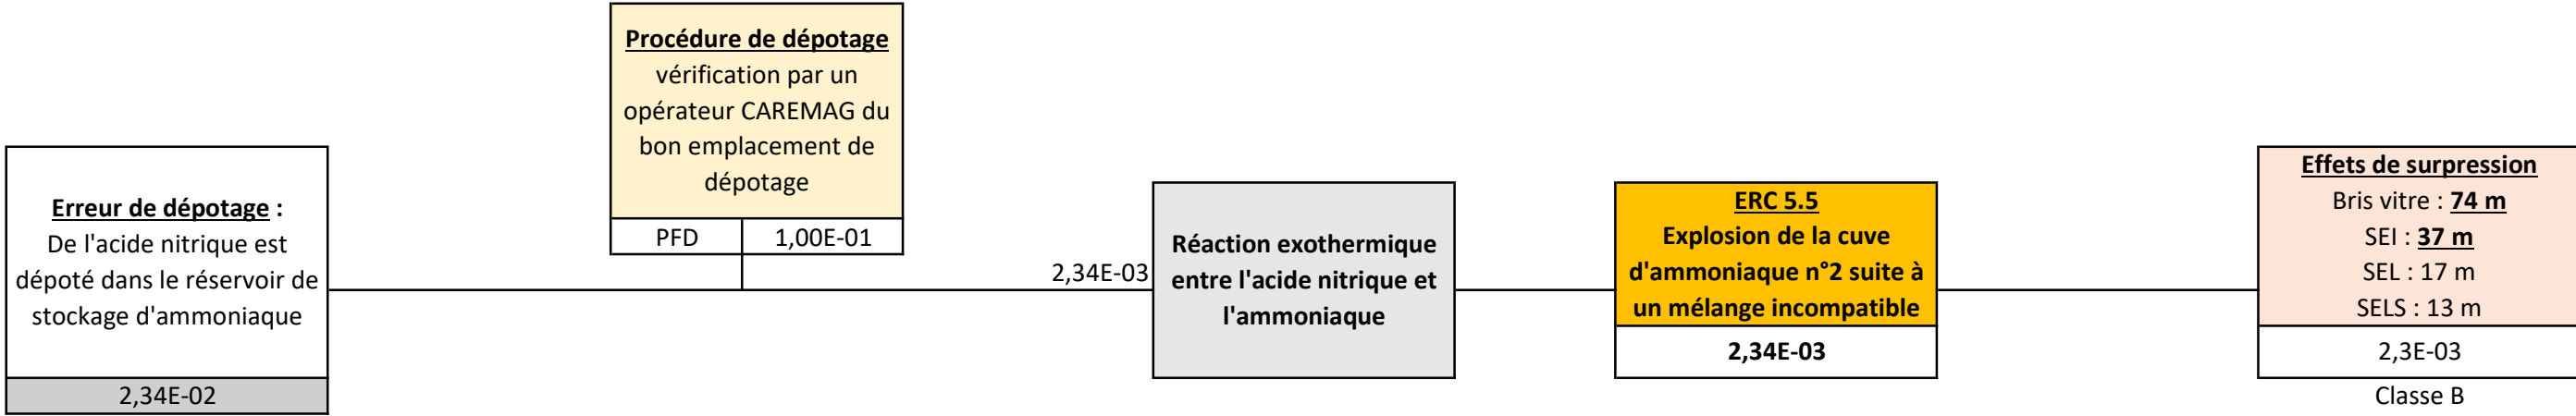 Erreur de dépotage :
De l'acide nitrique est
dépoté dans le réservoir de
stockage d'ammoniaque
2,34E-02
Procédure de dépotage
vérification par un
opérateur CAREMAG du
bon emplacement de
dépotage
PFD 1,00E-01
2,34E-03
Réaction exothermique
entre l'acide nitrique et
l'ammoniaque
ERC 5.5
Explosion de la cuve
d'ammoniaque n°2 suite à
un mélange incompatible
2,34E-03
Effets de surpression
Bris vitre : 74 m
SEI : 37 m
SEL : 17 m
SELS : 13 m
2,3E-03
Classe B